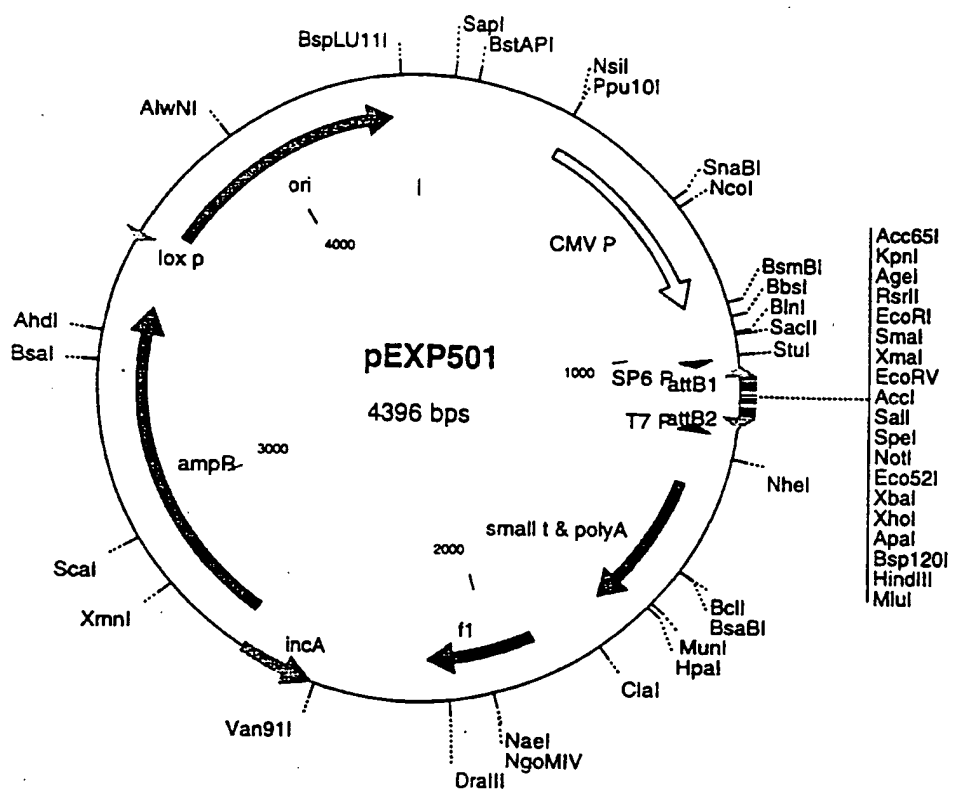 SapI
BspLU11I
BstAPI
NsiI
Ppu10I
AlwNI
SnaBI
NcoI
ori
4000
lox p
CMV P
BsmBI
BbsI
BlnI
SacII
StuI
AhdI
BsaI
pEXP501
4396 bps
1000
SP6 P
attB1
T7 P
attB2
Acc65I
KpnI
AgeI
RsrII
EcoRI
SmaI
XmaI
EcoRV
AccI
SalI
SpeI
NotI
Eco52I
XbaI
XhoI
ApaI
Bsp120I
HindIII
MluI
NheI
ampR
3000
small t & polyA
2000
ScaI
XmnI
BclI
BsaBI
MunI
HpaI
f1
incA
ClaI
Van91I
NaeI
NgoMIV
DraIII